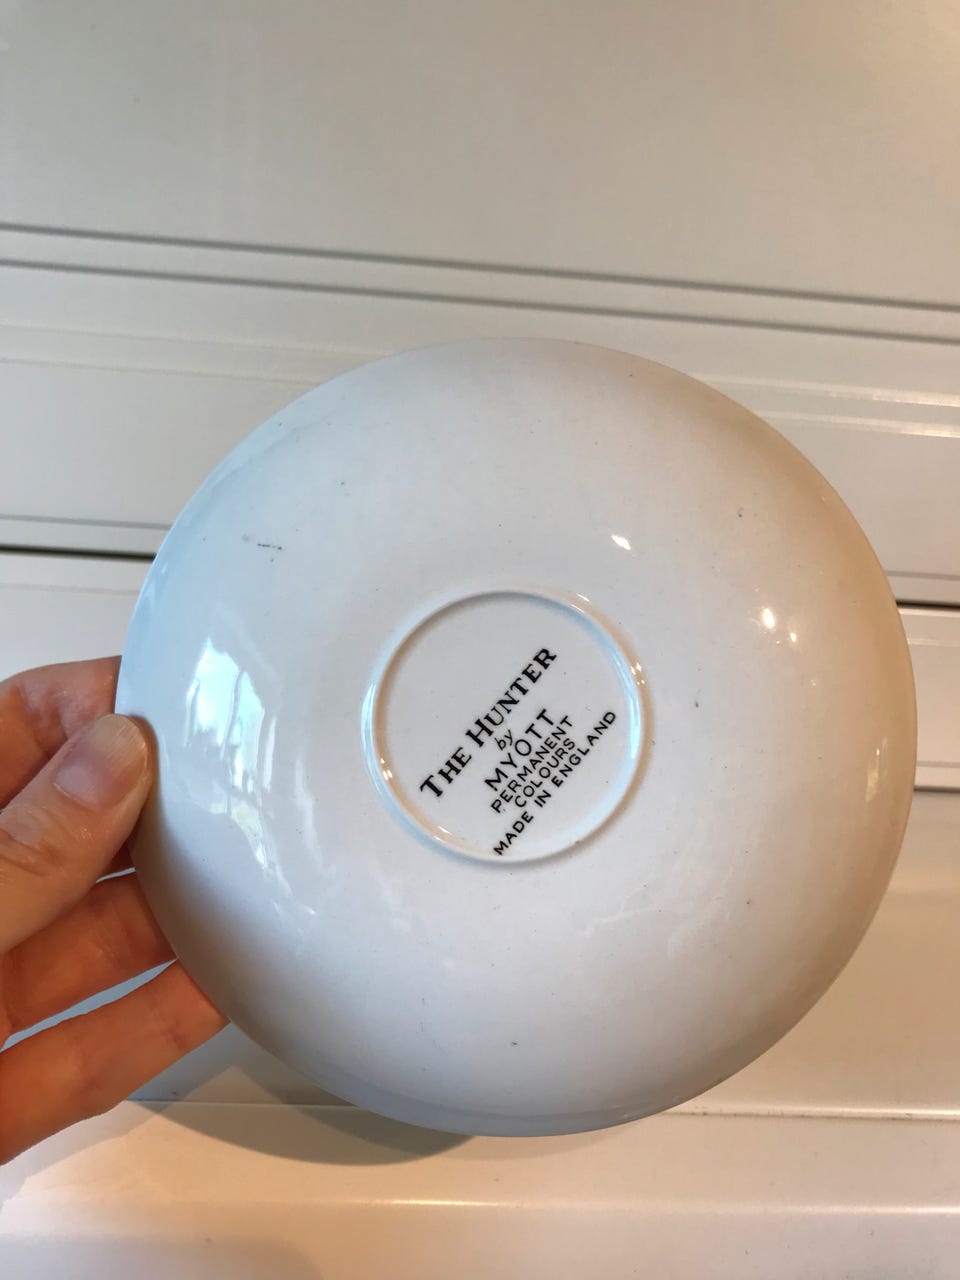 THE HUNTER
by
MYOTT
PERMANENT
COLOURS
MADE IN ENGLAND